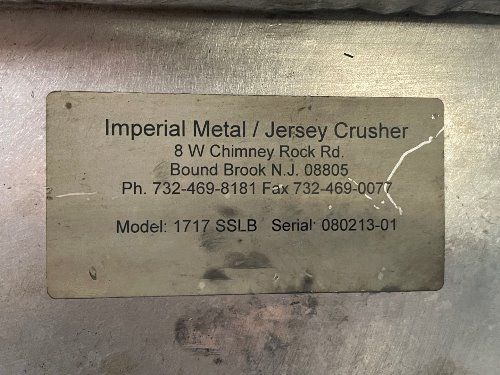 Imperial Metal / Jersey Crusher
8 W Chimney Rock Rd.
Bound Brook N.J. 08805
Ph. 732-469-8181 Fax 732-469-0077
Model: 1717 SSLB Serial: 080213-01